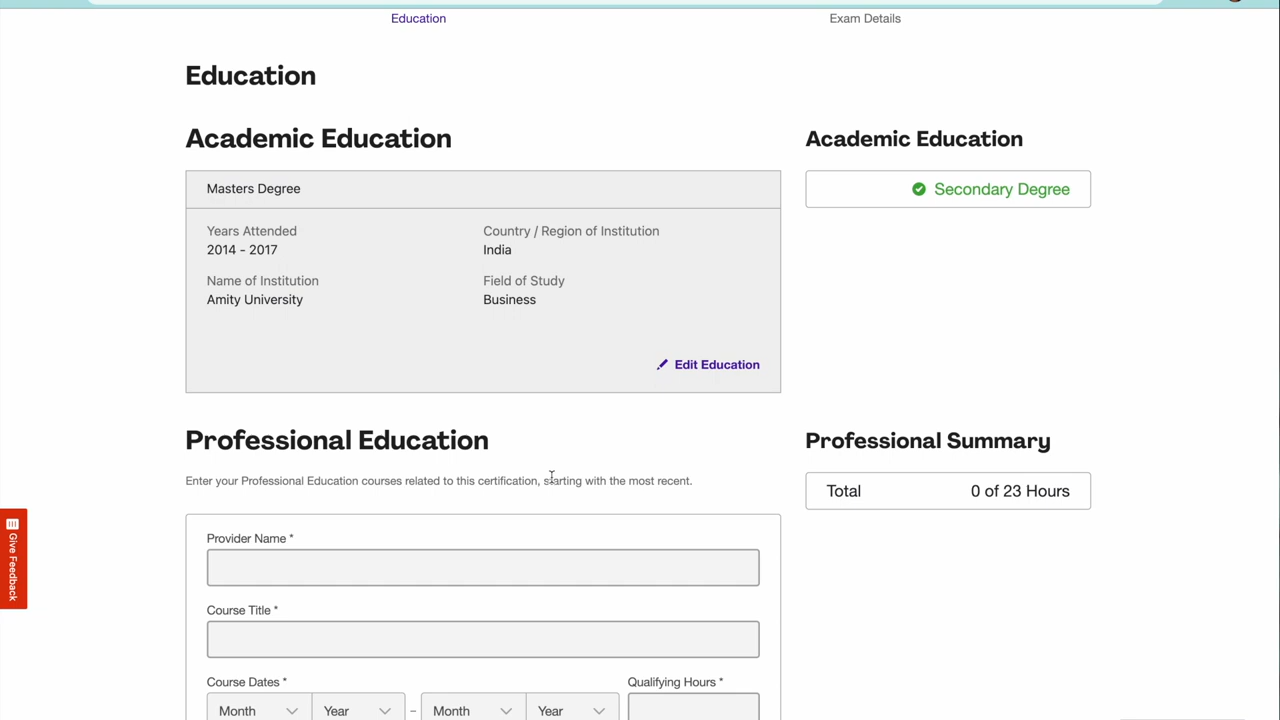 Education
Exam Details
Education
Academic Education
Academic Education
Masters Degree
Secondary Degree
Years Attended
Country / Region of Institution
2014 - 2017
India
Name of Institution
Field of Study
Amity University
Business
Edit Education
Professional Education
Professional Summary
Enter your Professional Education courses related to this certification, starting with the most recent.
Total
0 of 23 Hours
Give Feedback
Provider Name *
Course Title *
Course Dates *
Qualifying Hours *
Month
Year
–
Month
Year